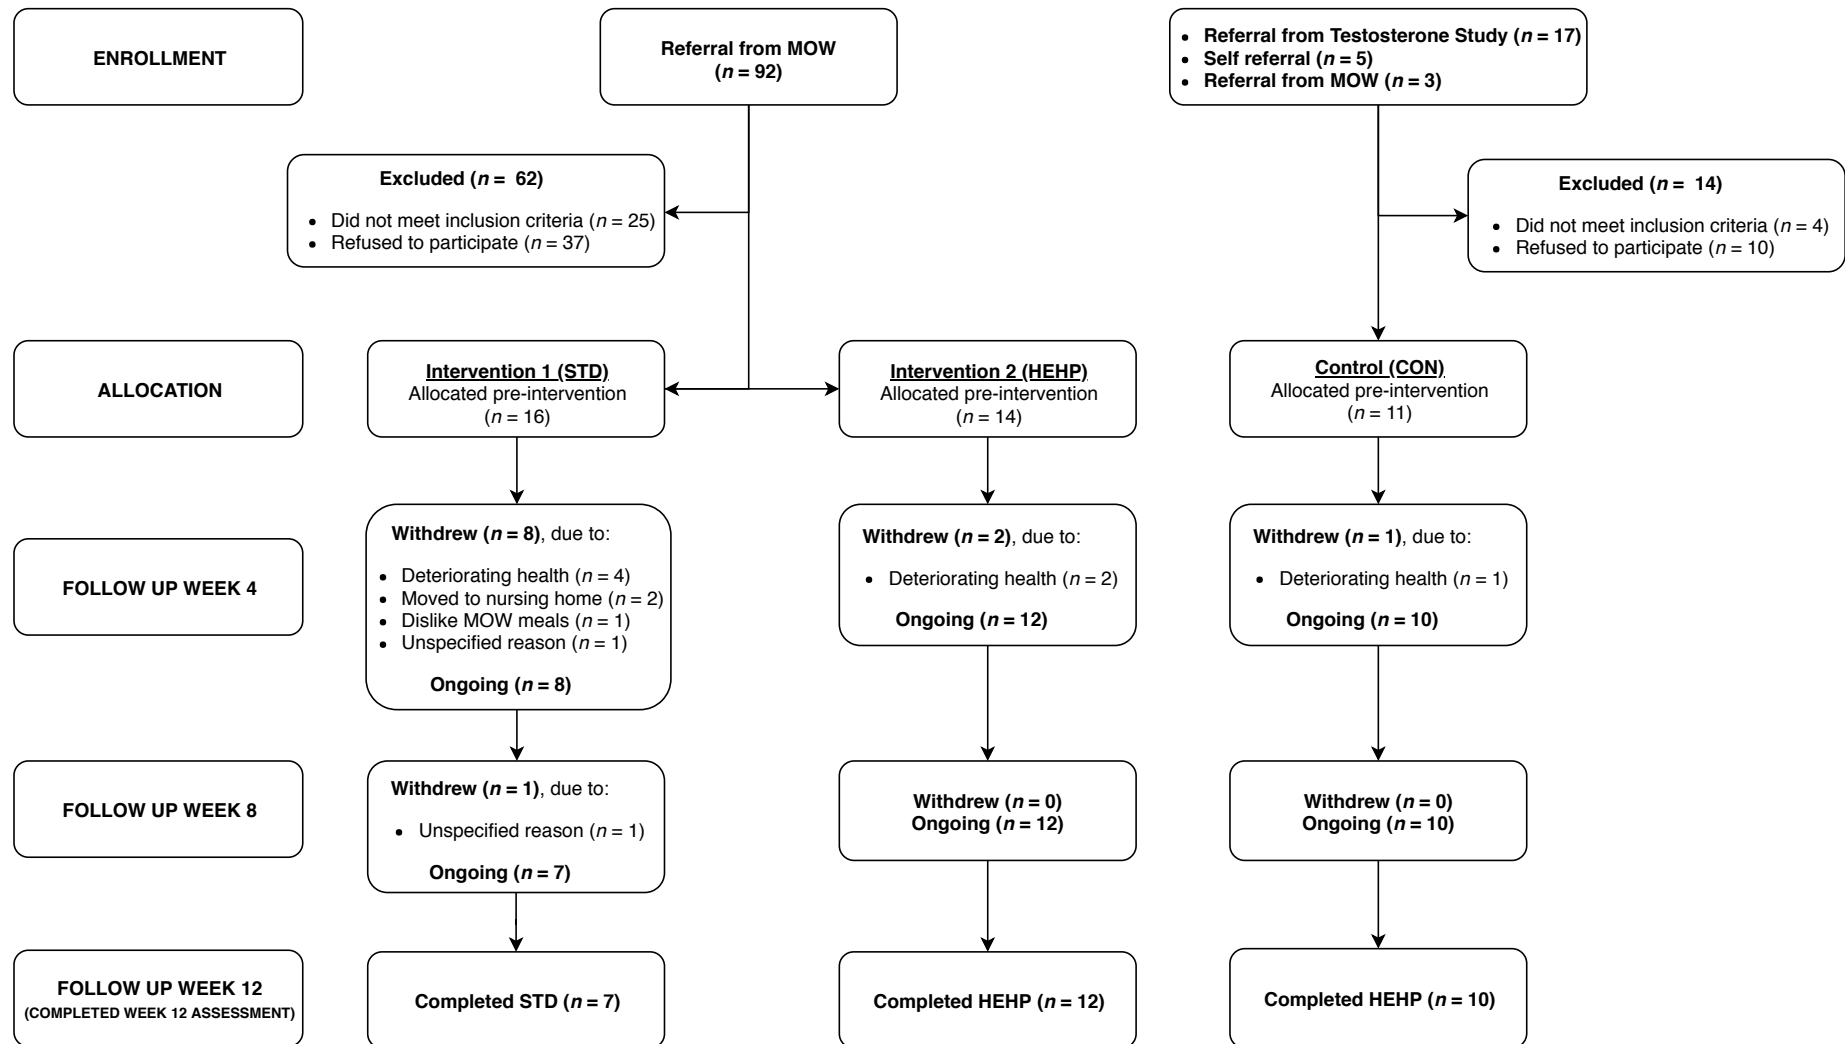 ENROLLMENT
Referral from MOW
(n = 92)
• Referral from Testosterone Study (n = 17)
• Self referral (n = 5)
• Referral from MOW (n = 3)
Excluded (n = 62)
• Did not meet inclusion criteria (n = 25)
• Refused to participate (n = 37)
Excluded (n = 14)
• Did not meet inclusion criteria (n = 4)
• Refused to participate (n = 10)
ALLOCATION
Intervention 1 (STD)
Allocated pre-intervention
(n = 16)
Intervention 2 (HEHP)
Allocated pre-intervention
(n = 14)
Control (CON)
Allocated pre-intervention
(n = 11)
FOLLOW UP WEEK 4
Withdrew (n = 8), due to:
• Deteriorating health (n = 4)
• Moved to nursing home (n = 2)
• Dislike MOW meals (n = 1)
• Unspecified reason (n = 1)
Ongoing (n = 8)
Withdrew (n = 2), due to:
• Deteriorating health (n = 2)
Ongoing (n = 12)
Withdrew (n = 1), due to:
• Deteriorating health (n = 1)
Ongoing (n = 10)
FOLLOW UP WEEK 8
Withdrew (n = 1), due to:
• Unspecified reason (n = 1)
Ongoing (n = 7)
Withdrew (n = 0)
Ongoing (n = 12)
Withdrew (n = 0)
Ongoing (n = 10)
FOLLOW UP WEEK 12
(COMPLETED WEEK 12 ASSESSMENT)
Completed STD (n = 7)
Completed HEHP (n = 12)
Completed HEHP (n = 10)